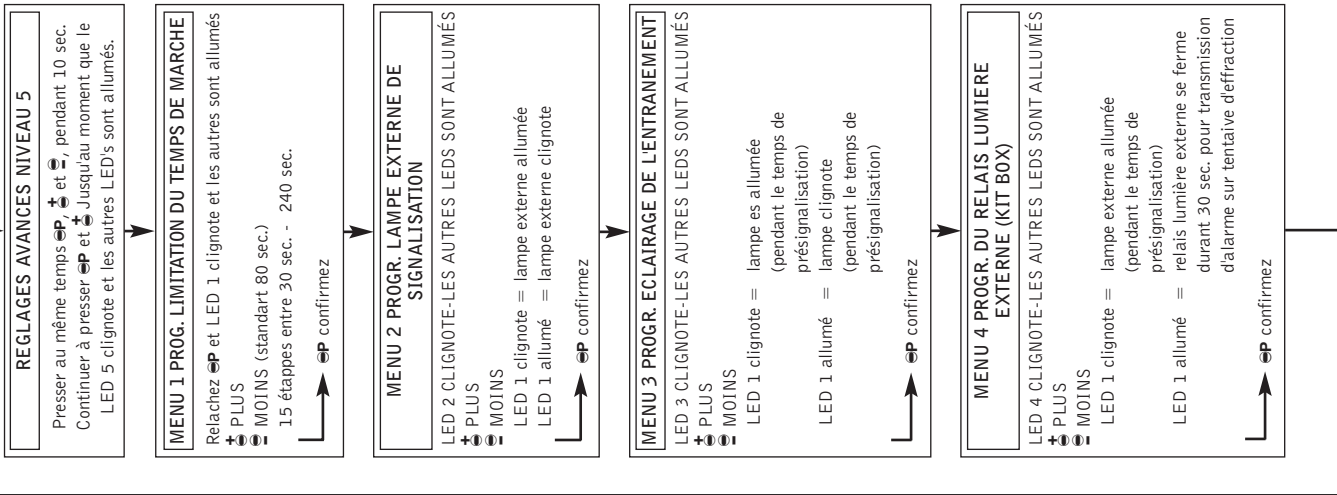 REGLAGES AVANCES NIVEAU 5
Presser au même temps P, + et −, pendant 10 sec.
Continuer à presser P et + Jusqu'au moment que le
LED 5 clignote et les autres LED's sont allumés.
MENU 1 PROG. LIMITATION DU TEMPS DE MARCHE
Relachez P et LED 1 clignote et les autres sont allumés
+ PLUS
− MOINS (standart 80 sec.)
15 étappes entre 30 sec. - 240 sec.
P confirmez
MENU 2 PROGR. LAMPE EXTERNE DE
SIGNALISATION
LED 2 CLIGNOTE-LES AUTRES LEDS SONT ALLUMÉS
+ PLUS
− MOINS
LED 1 clignote = lampe externe allumée
LED 1 allumé = lampe externe clignote
P confirmez
MENU 3 PROGR. ECLAIRAGE DE L'ENTRANEMENT
LED 3 CLIGNOTE-LES AUTRES LEDS SONT ALLUMÉS
+ PLUS
− MOINS
LED 1 clignote = lampe es allumée
(pendant le temps de
présignalisation)
LED 1 allumé = lampe clignote
(pendant le temps de
présignalisation)
P confirmez
MENU 4 PROGR. DU RELAIS LUMIERE
EXTERNE (KIT BOX)
LED 4 CLIGNOTE-LES AUTRES LEDS SONT ALLUMÉS
+ PLUS
− MOINS
LED 1 clignote = lampe externe allumée
(pendant le temps de
présignalisation)
LED 1 allumé = relais lumière externe se ferme
durant 30 sec. pour transmission
d'alarme sur tentaive d'effraction
P confirmez